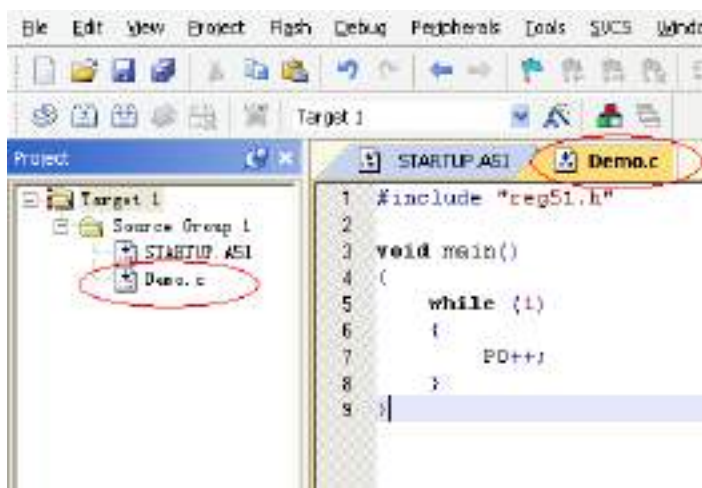 File Edit View Project Flash Debug Peripherals Tools SVCS Windo
Target 1
Project
STARTUP.A51 Demo.c
Target 1
Source Group 1
STARTUP.A51
Demo.c
1 #include "reg51.h"
2
3 void main()
4 {
5 while (1)
6 {
7 P0++;
8 }
9 }